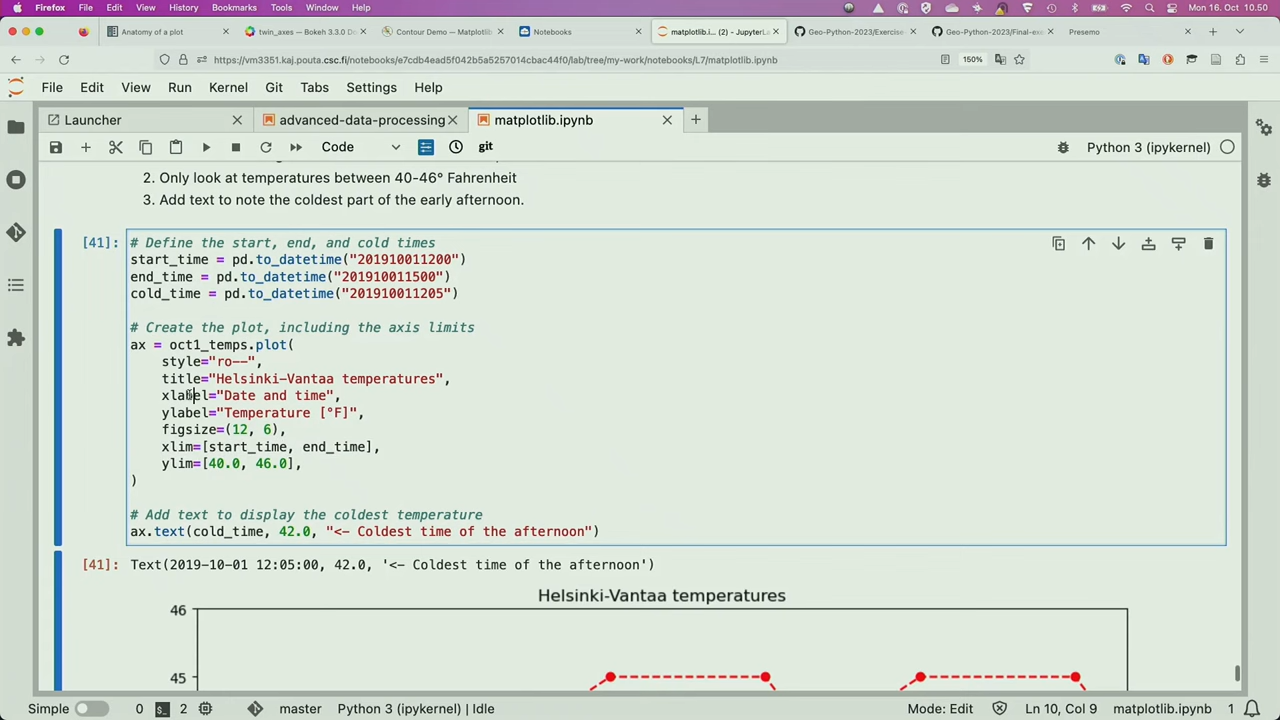 Firefox File Edit View History Bookmarks Tools Window Help Mon 16. Oct 10.50
Anatomy of a plot × twin_axes — Bokeh 3.3.0 Do × Contour Demo — Matplotlib × Notebooks × matplotlib.i... (2) - JupyterLa × Geo-Python-2023/Exercise × Geo-Python-2023/Final-exe × Presemo ×
https://vm3351.kaj.pouta.csc.fi/notebooks/e7cdb4ead5f042b5a5257014cbac44f0/lab/tree/my-work/notebooks/L7/matplotlib.ipynb 150%
File Edit View Run Kernel Git Tabs Settings Help
Launcher × advanced-data-processing × matplotlib.ipynb × +
Code git Python 3 (ipykernel)
2. Only look at temperatures between 40-46° Fahrenheit
3. Add text to note the coldest part of the early afternoon.
[41]: # Define the start, end, and cold times
start_time = pd.to_datetime("201910011200")
end_time = pd.to_datetime("201910011500")
cold_time = pd.to_datetime("201910011205")
# Create the plot, including the axis limits
ax = oct1_temps.plot(
style="ro--",
title="Helsinki-Vantaa temperatures",
xlabel="Date and time",
ylabel="Temperature [°F]",
figsize=(12, 6),
xlim=[start_time, end_time],
ylim=[40.0, 46.0],
)
# Add text to display the coldest temperature
ax.text(cold_time, 42.0, "<- Coldest time of the afternoon")
[41]: Text(2019-10-01 12:05:00, 42.0, '<- Coldest time of the afternoon')
Helsinki-Vantaa temperatures
46
45
Simple 0 2 master Python 3 (ipykernel) | Idle Mode: Edit Ln 10, Col 9 matplotlib.ipynb 1